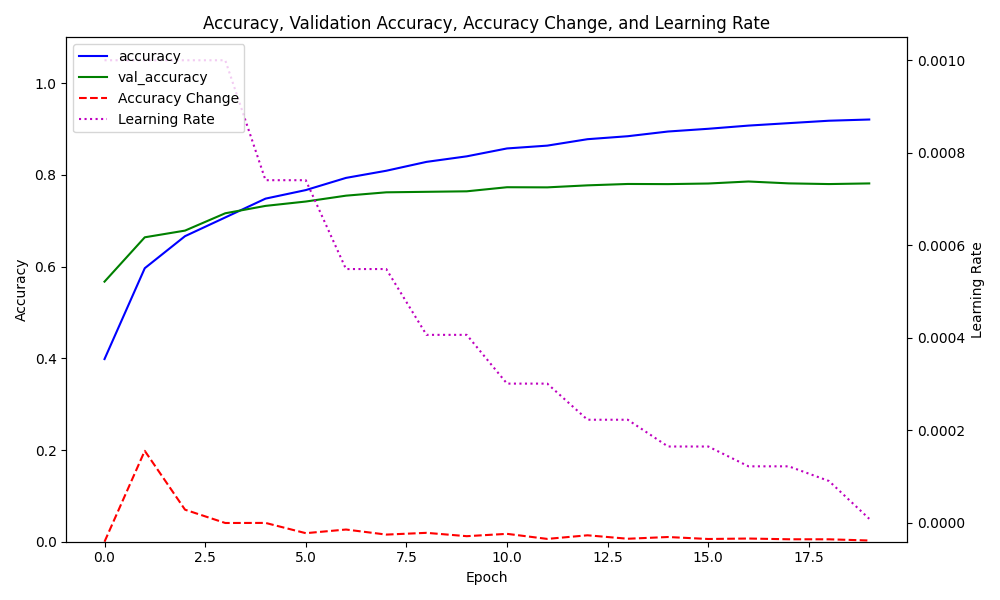 Accuracy, Validation Accuracy, Accuracy Change, and Learning Rate
accuracy
val_accuracy
Accuracy Change
Learning Rate
1.0
0.8
0.6
0.4
0.2
0.0
Accuracy
0.0010
0.0008
0.0006
0.0004
0.0002
0.0000
Learning Rate
0.0 2.5 5.0 7.5 10.0 12.5 15.0 17.5
Epoch